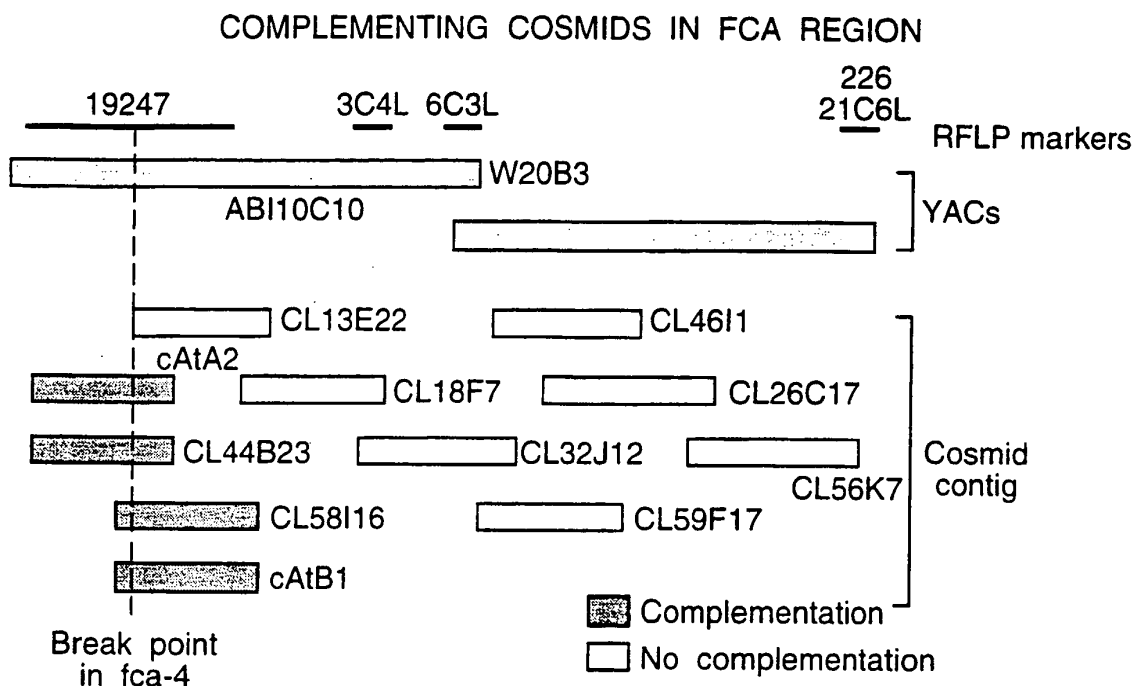 COMPLEMENTING COSMIDS IN FCA REGION
19247
3C4L
6C3L
226
21C6L
RFLP markers
W20B3
ABI10C10
YACs
CL13E22
CL46I1
cAtA2
CL18F7
CL26C17
CL44B23
CL32J12
CL56K7
Cosmid
contig
CL58I16
CL59F17
cAtB1
Complementation
No complementation
Break point
in fca-4